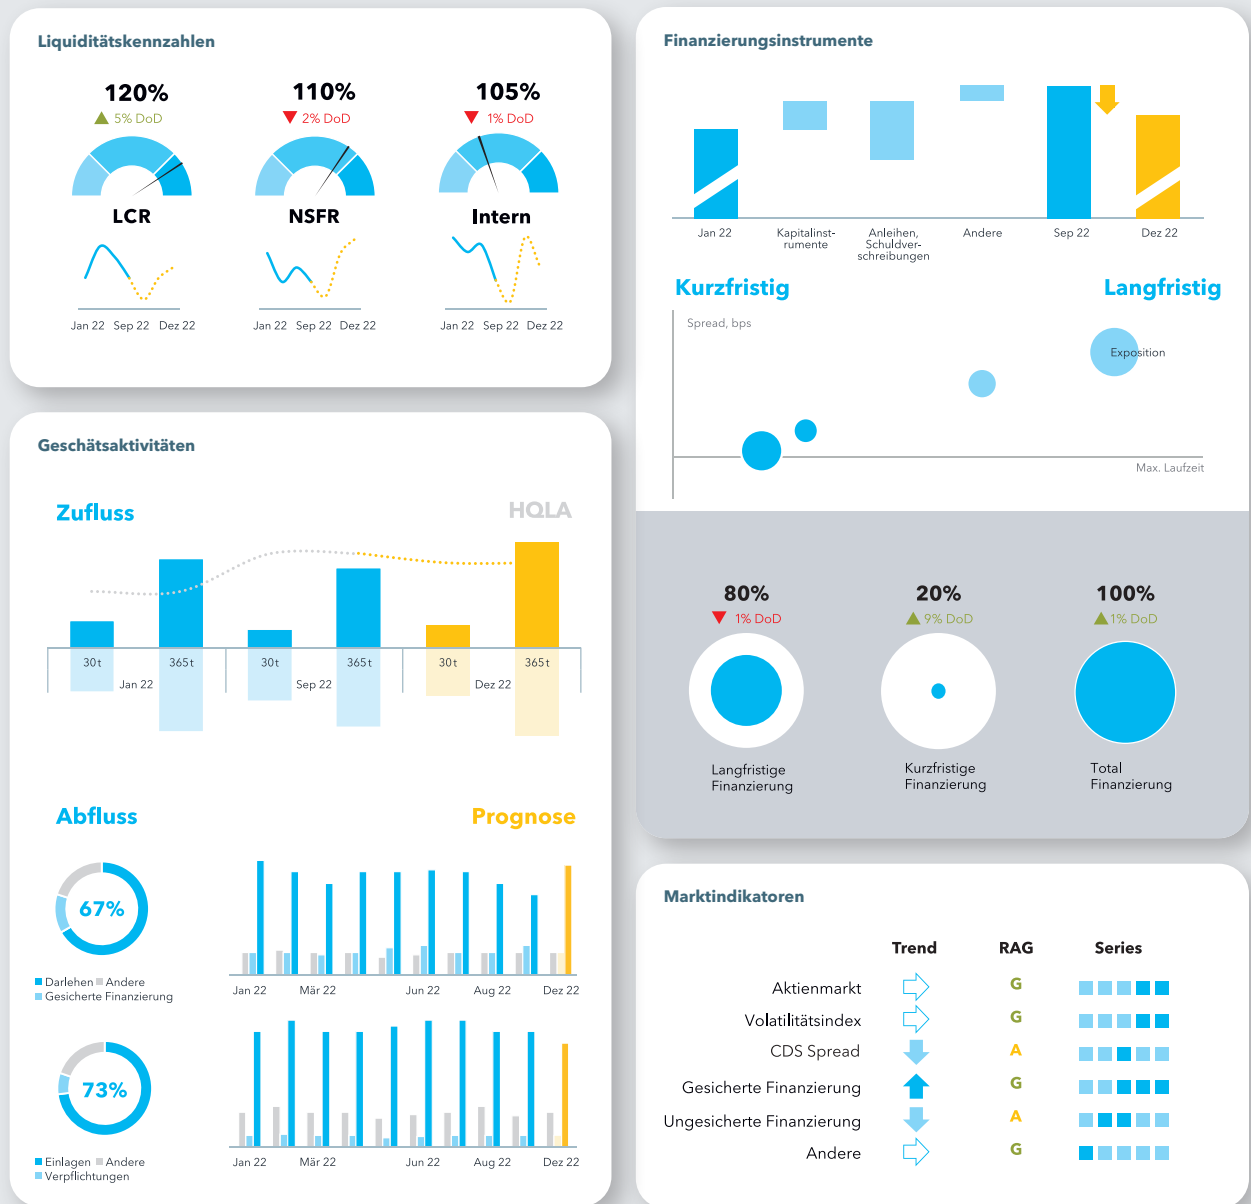 Liquiditätskennzahlen
120%
5% DoD
110%
2% DoD
105%
1% DoD
LCR
NSFR
Intern
Jan 22 Sep 22 Dez 22
Jan 22 Sep 22 Dez 22
Jan 22 Sep 22 Dez 22
Finanzierungsinstrumente
Jan 22
Kapitalinst-
rumente
Anleihen,
Schuldver-
schreibungen
Andere
Sep 22
Dez 22
Kurzfristig
Langfristig
Spread, bps
Exposition
Max. Laufzeit
80%
1% DoD
20%
9% DoD
100%
1% DoD
Langfristige
Finanzierung
Kurzfristige
Finanzierung
Total
Finanzierung
Geschätsaktivitäten
Zufluss
HQLA
30t
365t
30t
365t
30t
365t
Jan 22
Sep 22
Dez 22
Abfluss
Prognose
67%
Darlehen Andere
Gesicherte Finanzierung
Jan 22 Mär 22 Jun 22 Aug 22 Dez 22
73%
Einlagen Andere
Verpflichtungen
Jan 22 Mär 22 Jun 22 Aug 22 Dez 22
Marktindikatoren
Trend RAG Series
Aktienmarkt G
Volatilitätsindex G
CDS Spread A
Gesicherte Finanzierung G
Ungesicherte Finanzierung A
Andere G